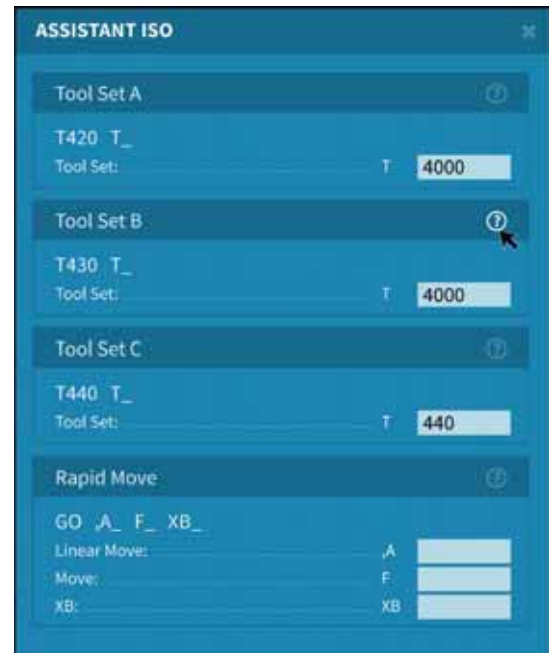 ASSISTANT ISO
Tool Set A
T420 T_
Tool Set: T 4000
Tool Set B
T430 T_
Tool Set: T 4000
Tool Set C
T440 T_
Tool Set: T 440
Rapid Move
GO ,A_ F_ XB_
Linear Move: ,A
Move: F
XB: XB